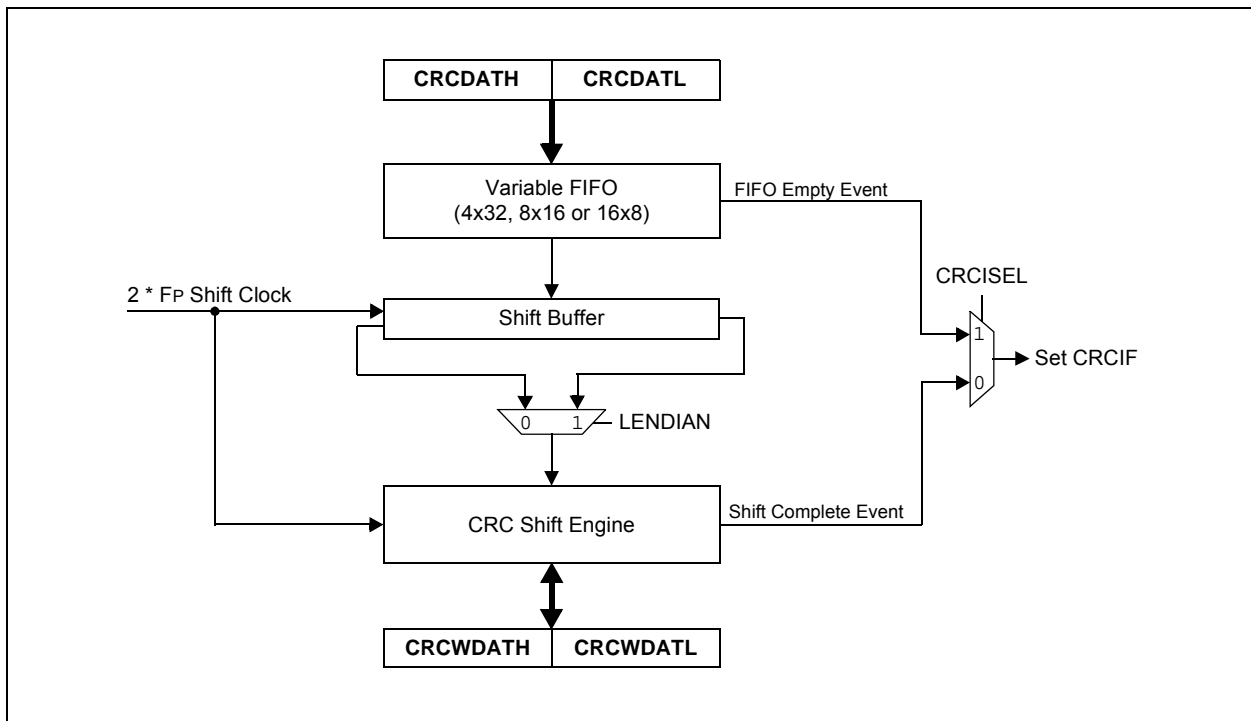 CRCDATH CRCDATL
Variable FIFO
(4x32, 8x16 or 16x8)
FIFO Empty Event
CRCISEL
2 * FP Shift Clock
Shift Buffer
1
Set CRCIF
0
0 1
LENDIAN
CRC Shift Engine
Shift Complete Event
CRCWDATH CRCWDATL